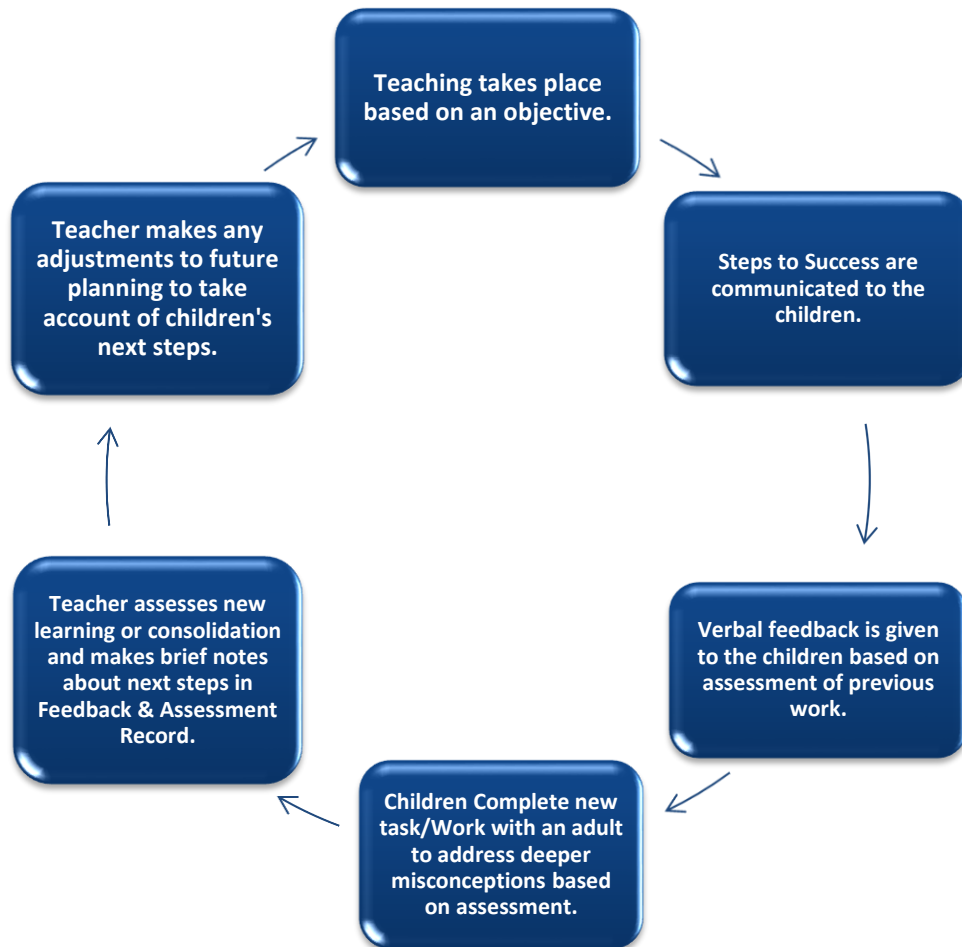 Teaching takes place
based on an objective.
Steps to Success are
communicated to the
children.
Verbal feedback is given
to the children based on
assessment of previous
work.
Children Complete new
task/Work with an adult
to address deeper
misconceptions based
on assessment.
Teacher assesses new
learning or consolidation
and makes brief notes
about next steps in
Feedback & Assessment
Record.
Teacher makes any
adjustments to future
planning to take
account of children's
next steps.